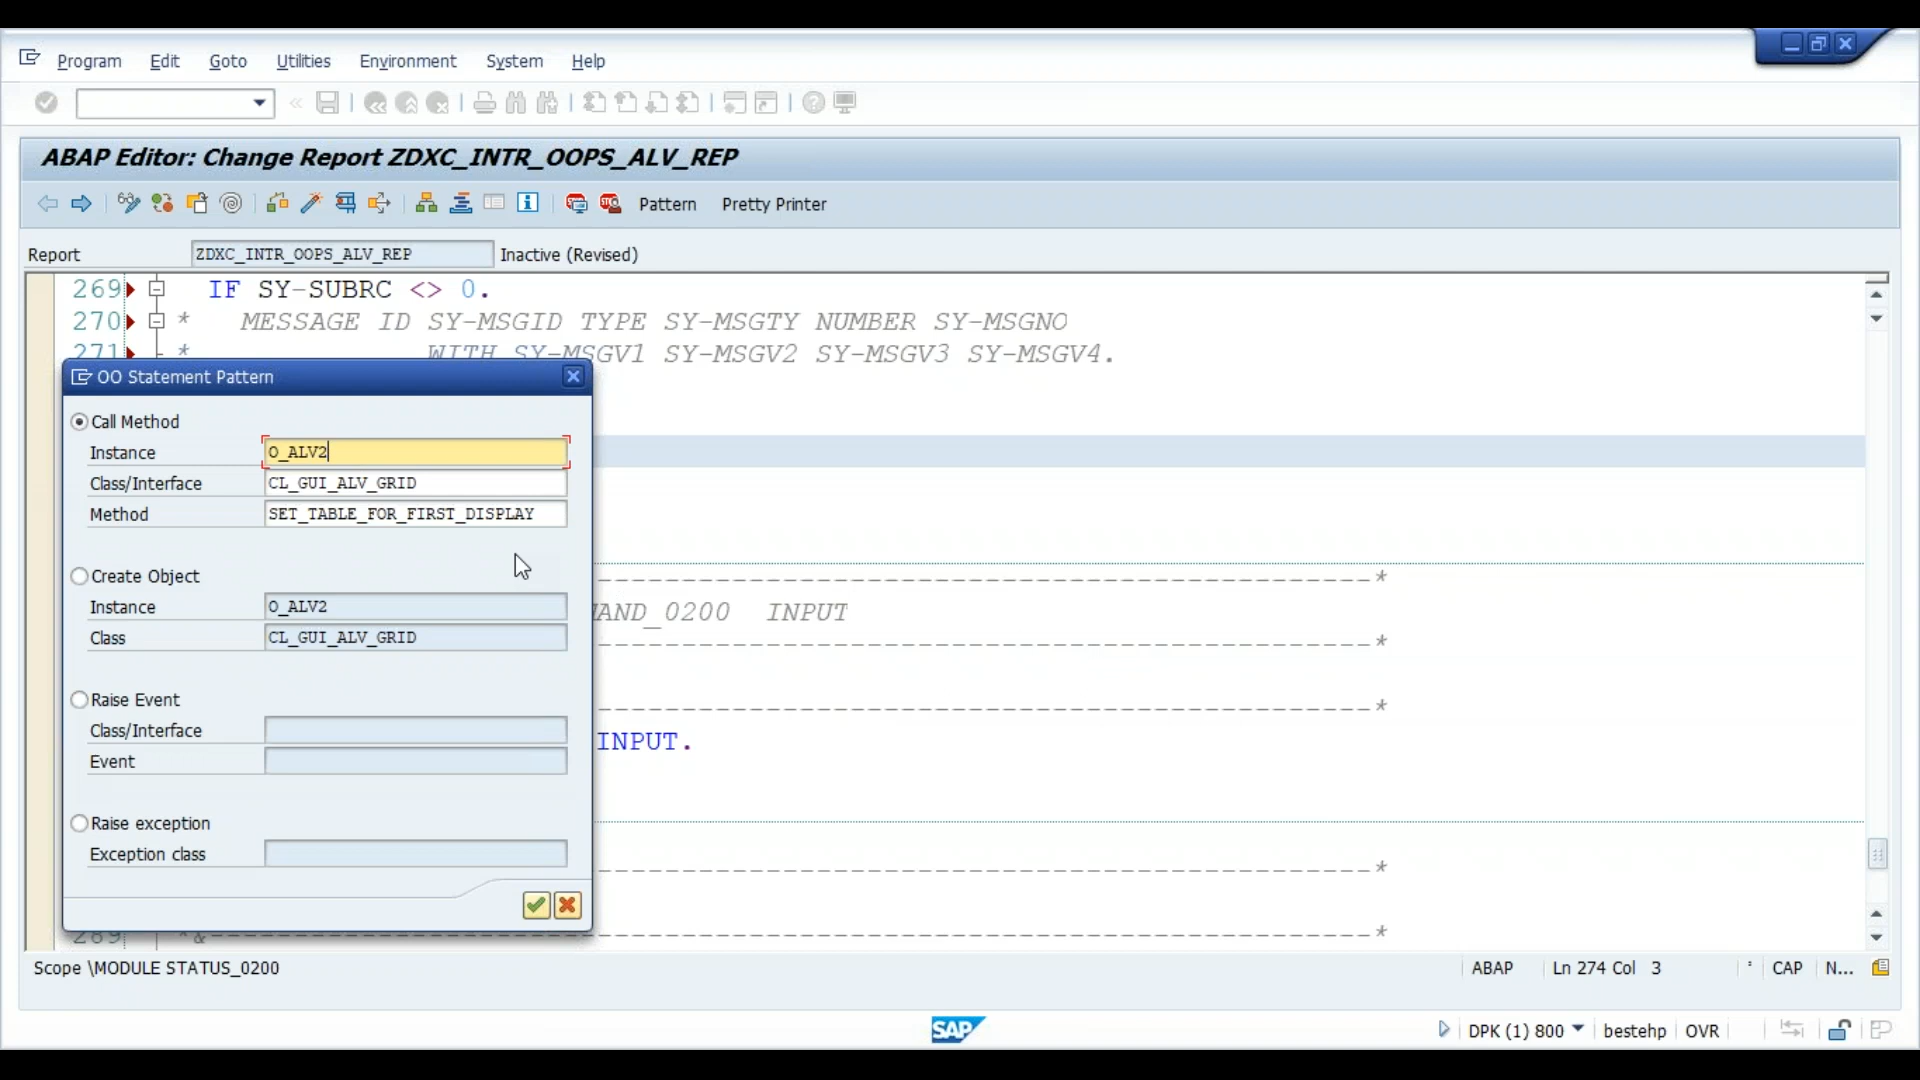 Program Edit Goto Utilities Environment System Help
ABAP Editor: Change Report ZDXC_INTR_OOPS_ALV_REP
Pattern Pretty Printer
Report ZDXC_INTR_OOPS_ALV_REP Inactive (Revised)
269 IF SY-SUBRC <> 0.
270 * MESSAGE ID SY-MSGID TYPE SY-MSGTY NUMBER SY-MSGNO
271 * WITH SY-MSGV1 SY-MSGV2 SY-MSGV3 SY-MSGV4.
OO Statement Pattern
Call Method
Instance O_ALV2
Class/Interface CL_GUI_ALV_GRID
Method SET_TABLE_FOR_FIRST_DISPLAY
Create Object
Instance O_ALV2
Class CL_GUI_ALV_GRID
Raise Event
Class/Interface
Event
Raise exception
Exception class
--------------------------------------*
AND_0200 INPUT
--------------------------------------*
--------------------------------------*
INPUT.
--------------------------------------*
289 *&--------------------------------------*
Scope \MODULE STATUS_0200 ABAP Ln 274 Col 3 * CAP N...
SAP DPK (1) 800 bestehp OVR